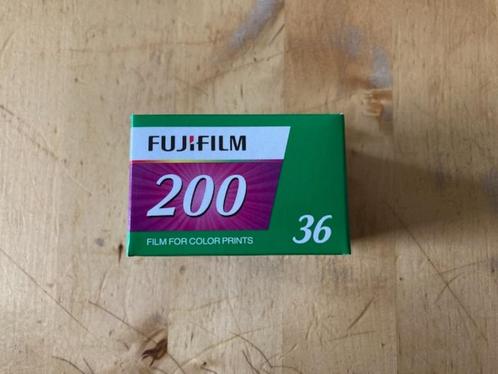 FUJIFILM
200
FILM FOR COLOR PRINTS
36